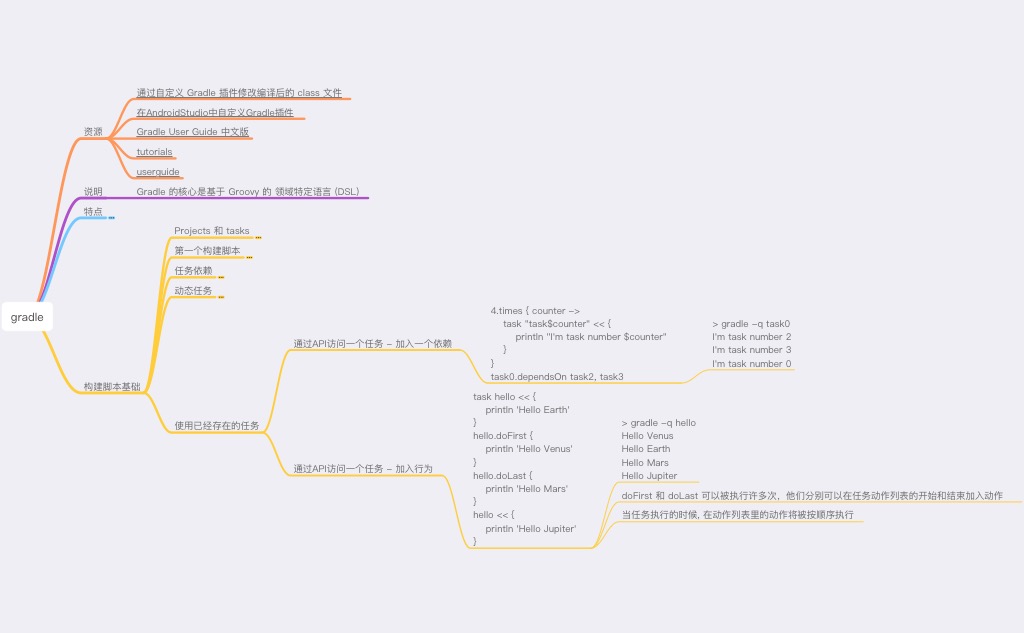 gradle
资源
通过自定义 Gradle 插件修改编译后的 class 文件
在AndroidStudio中自定义Gradle插件
Gradle User Guide 中文版
tutorials
userguide
说明
Gradle 的核心是基于 Groovy 的 领域特定语言 (DSL)
特点
构建脚本基础
Projects 和 tasks
第一个构建脚本
任务依赖
动态任务
使用已经存在的任务
通过API访问一个任务 – 加入一个依赖
4.times { counter –>
task "task$counter" << {
println "I'm task number $counter"
}
}
task0.dependsOn task2, task3
> gradle –q task0
I'm task number 2
I'm task number 3
I'm task number 0
通过API访问一个任务 – 加入行为
task hello << {
println 'Hello Earth'
}
hello.doFirst {
println 'Hello Venus'
}
hello.doLast {
println 'Hello Mars'
}
hello << {
println 'Hello Jupiter'
}
> gradle –q hello
Hello Venus
Hello Earth
Hello Mars
Hello Jupiter
doFirst 和 doLast 可以被执行许多次，他们分别可以在任务动作列表的开始和结束加入动作
当任务执行的时候, 在动作列表里的动作将被按顺序执行